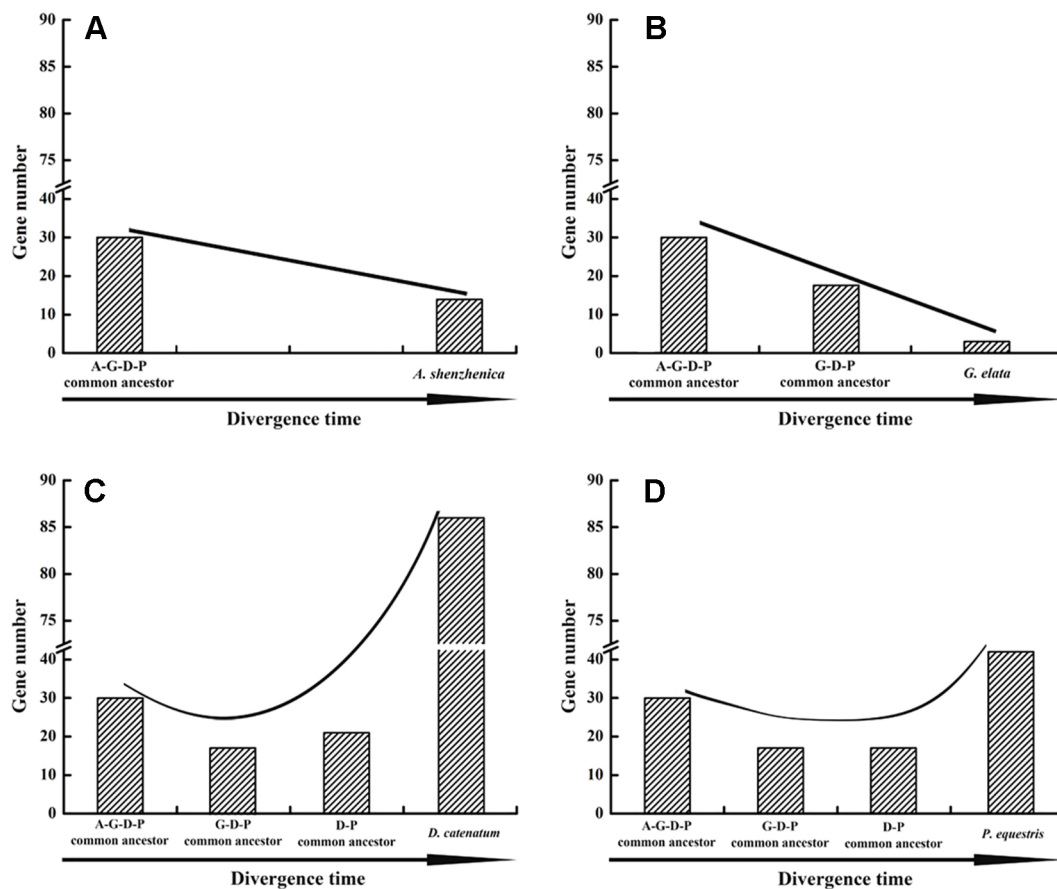 A
90
85
80
75
40
30
20
10
0
Gene number
A-G-D-P
common ancestor
A. shenzhenica
Divergence time
B
90
85
80
75
40
30
20
10
0
Gene number
A-G-D-P
common ancestor
G-D-P
common ancestor
G. elata
Divergence time
C
90
85
80
75
40
30
20
10
0
Gene number
A-G-D-P
common ancestor
G-D-P
common ancestor
D-P
common ancestor
D. catenatum
Divergence time
D
90
85
80
75
40
30
20
10
0
Gene number
A-G-D-P
common ancestor
G-D-P
common ancestor
D-P
common ancestor
P. equestris
Divergence time